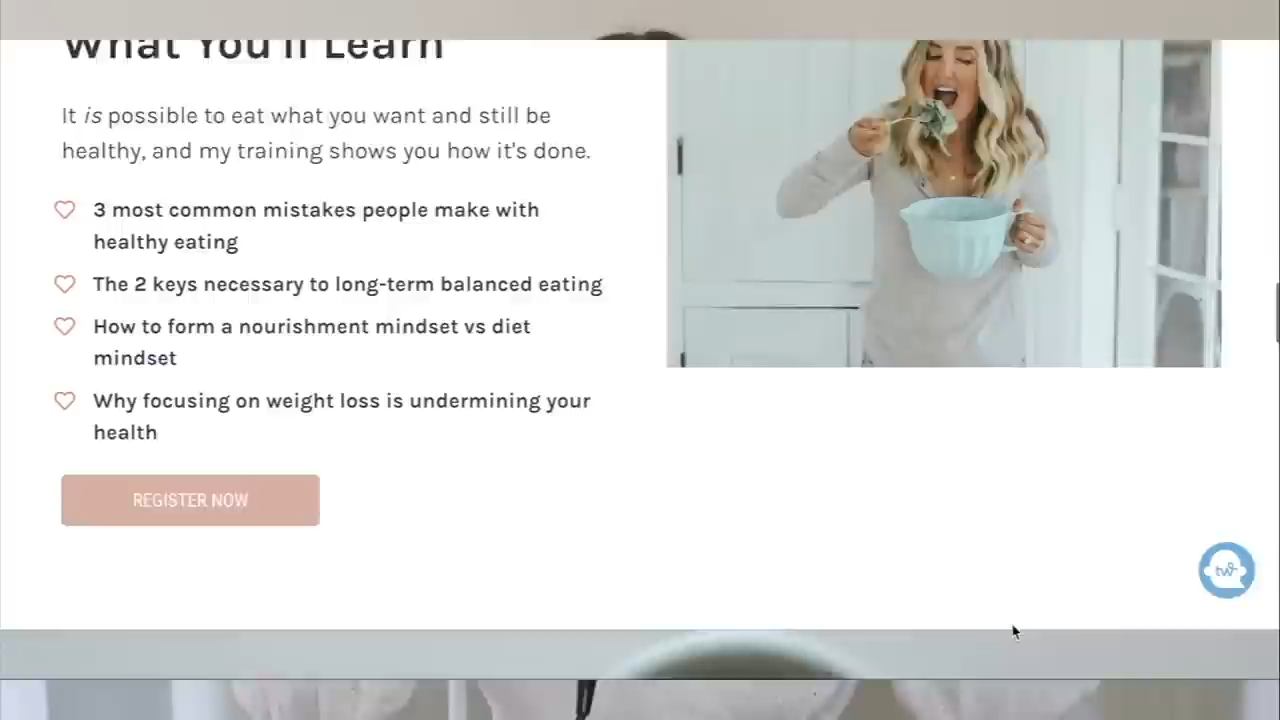 What You'll Learn
It is possible to eat what you want and still be
healthy, and my training shows you how it's done.
3 most common mistakes people make with
healthy eating
The 2 keys necessary to long-term balanced eating
How to form a nourishment mindset vs diet
mindset
Why focusing on weight loss is undermining your
health
REGISTER NOW
tw